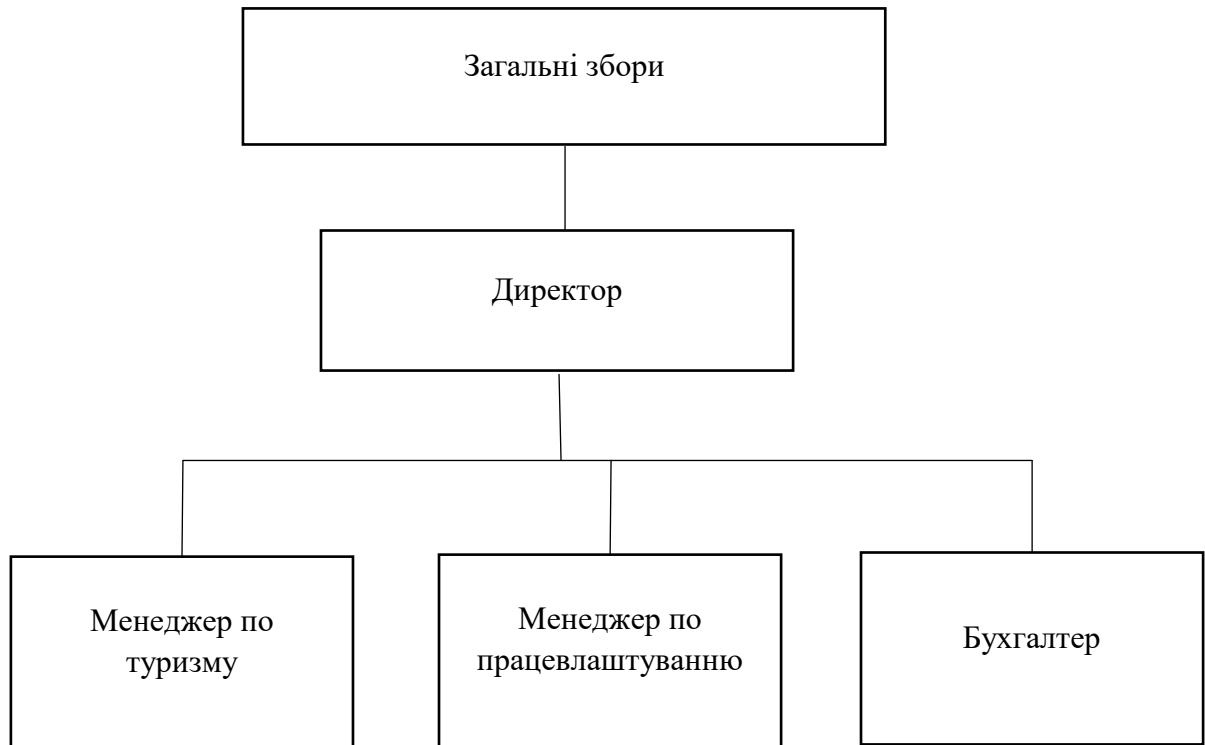 Загальні збори
Директор
Менеджер по
туризму
Менеджер по
працевлаштуванню
Бухгалтер